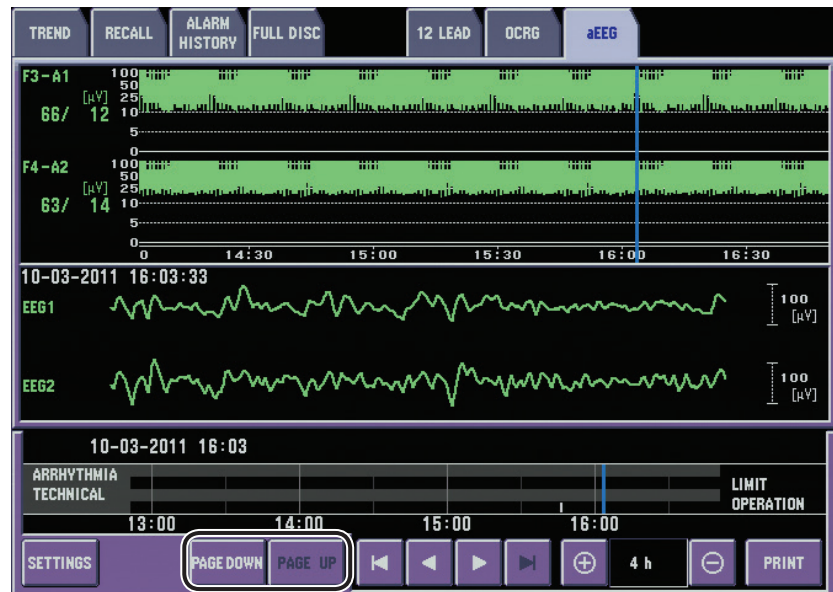 TREND RECALL ALARM HISTORY FULL DISC 12 LEAD OCRG aEEG
F3-A1
[μV]
66/ 12
100
50
25
10
5
0
F4-A2
[μV]
63/ 14
100
50
25
10
5
0
0 14:30 15:00 15:30 16:00 16:30
10-03-2011 16:03:33
EEG1
100
[μV]
EEG2
100
[μV]
10-03-2011 16:03
ARRHYTHMIA
TECHNICAL
LIMIT
OPERATION
13:00 14:00 15:00 16:00
SETTINGS PAGE DOWN PAGE UP 4 h PRINT